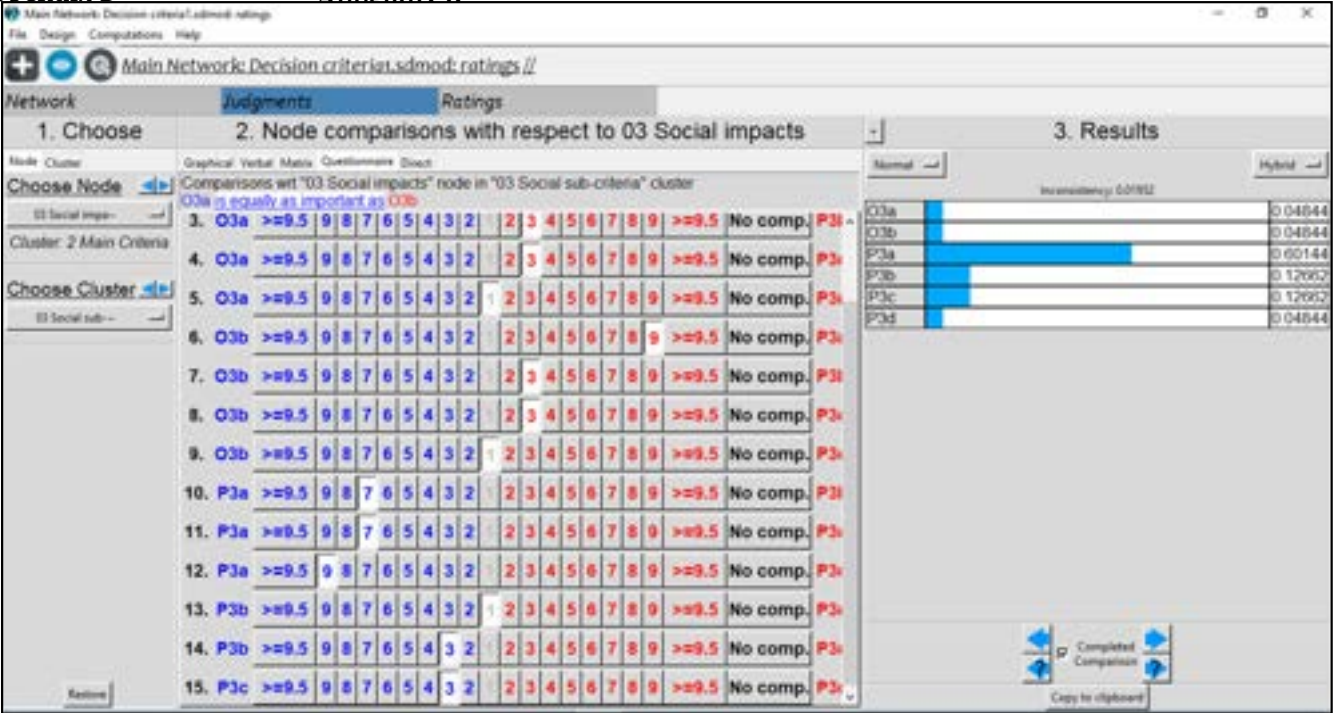 Main Network: Decision criteria1.sdmod: ratings
File Design Computations Help
Main Network: Decision criteria1.sdmod: ratings //
Network Judgments Ratings
1. Choose 2. Node comparisons with respect to 03 Social impacts - 3. Results
Node Cluster Graphical Verbal Matrix Questionnaire Direct Normal Hybrid
Choose Node Comparisons wrt "03 Social impacts" node in "03 Social sub-criteria" cluster
Inconsistency: 0.01952
O3a is equally as important as O3b
03 Social impa~
Cluster: 2 Main Criteria
Choose Cluster
03 Social sub-~
3. O3a >=9.5 9 8 7 6 5 4 3 2 1 2 3 4 5 6 7 8 9 >=9.5 No comp.
4. O3a >=9.5 9 8 7 6 5 4 3 2 1 2 3 4 5 6 7 8 9 >=9.5 No comp.
5. O3a >=9.5 9 8 7 6 5 4 3 2 1 2 3 4 5 6 7 8 9 >=9.5 No comp.
6. O3b >=9.5 9 8 7 6 5 4 3 2 1 2 3 4 5 6 7 8 9 >=9.5 No comp.
7. O3b >=9.5 9 8 7 6 5 4 3 2 1 2 3 4 5 6 7 8 9 >=9.5 No comp.
8. O3b >=9.5 9 8 7 6 5 4 3 2 1 2 3 4 5 6 7 8 9 >=9.5 No comp.
9. O3b >=9.5 9 8 7 6 5 4 3 2 1 2 3 4 5 6 7 8 9 >=9.5 No comp.
10. P3a >=9.5 9 8 7 6 5 4 3 2 1 2 3 4 5 6 7 8 9 >=9.5 No comp.
11. P3a >=9.5 9 8 7 6 5 4 3 2 1 2 3 4 5 6 7 8 9 >=9.5 No comp.
12. P3a >=9.5 9 8 7 6 5 4 3 2 1 2 3 4 5 6 7 8 9 >=9.5 No comp.
13. P3b >=9.5 9 8 7 6 5 4 3 2 1 2 3 4 5 6 7 8 9 >=9.5 No comp.
14. P3b >=9.5 9 8 7 6 5 4 3 2 1 2 3 4 5 6 7 8 9 >=9.5 No comp.
15. P3c >=9.5 9 8 7 6 5 4 3 2 1 2 3 4 5 6 7 8 9 >=9.5 No comp.
O3a 0.04844
O3b 0.04844
P3a 0.60144
P3b 0.12662
P3c 0.12662
P3d 0.04844
Completed
Comparison
Restore
Copy to clipboard